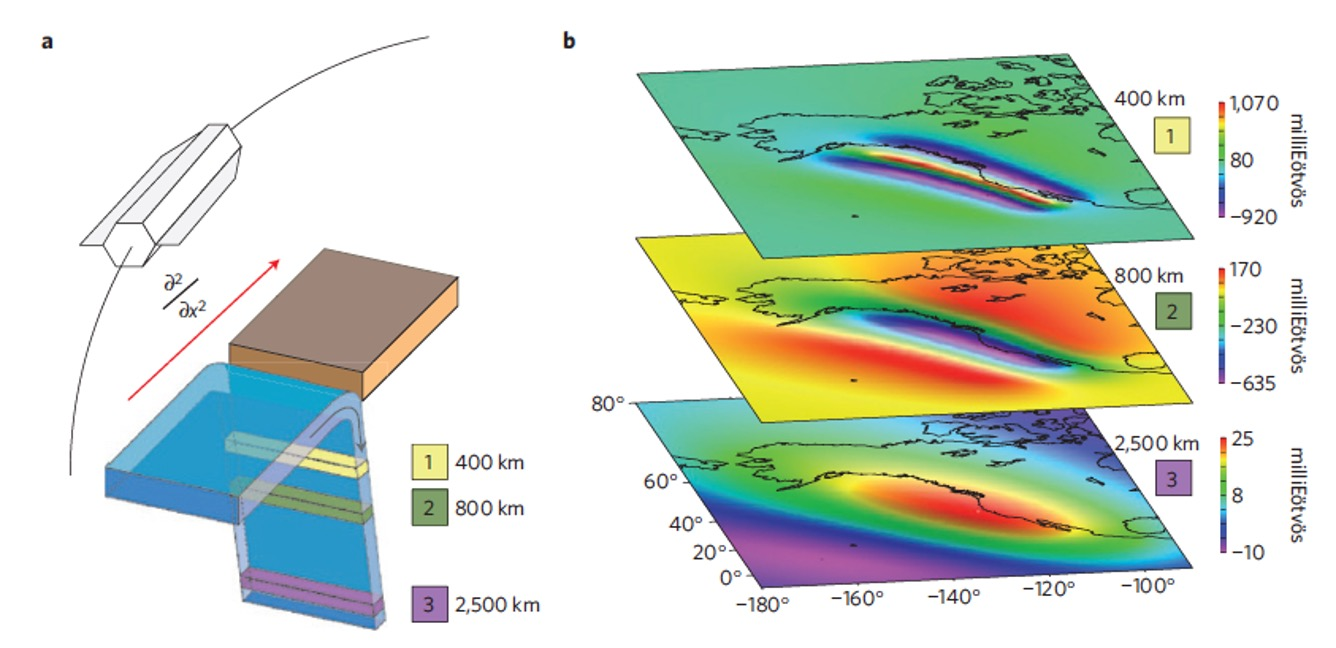 a
∂²
∂x²
1 400 km
2 800 km
3 2,500 km
b
400 km
1
1,070
80
−920
milliEötvös
800 km
2
170
−230
−635
milliEötvös
2,500 km
3
25
8
−10
milliEötvös
80°
60°
40°
20°
0°
−180° −160° −140° −120° −100°